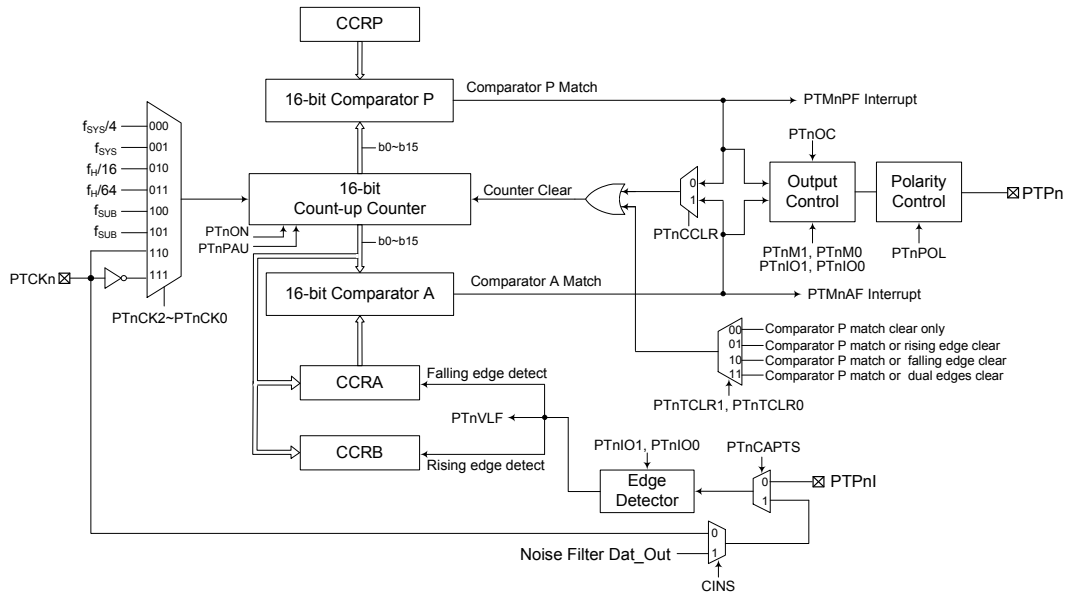 CCRP
16-bit Comparator P
Comparator P Match
PTMnPF Interrupt
b0~b15
fSYS/4
000
fSYS
001
fH/16
010
fH/64
011
fSUB
100
fSUB
101
110
111
PTCKn
PTnCK2~PTnCK0
16-bit
Count-up Counter
PTnON
PTnPAU
b0~b15
Counter Clear
0
1
PTnCCLR
PTnOC
Output
Control
PTnM1, PTnM0
PTnIO1, PTnIO0
Polarity
Control
PTnPOL
PTPn
16-bit Comparator A
Comparator A Match
PTMnAF Interrupt
00
Comparator P match clear only
01
Comparator P match or rising edge clear
10
Comparator P match or falling edge clear
11
Comparator P match or dual edges clear
PTnTCLR1, PTnTCLR0
CCRA
Falling edge detect
PTnVLF
CCRB
Rising edge detect
PTnIO1, PTnIO0
Edge
Detector
PTnCAPTS
0
1
PTPnI
Noise Filter Dat_Out
0
1
CINS